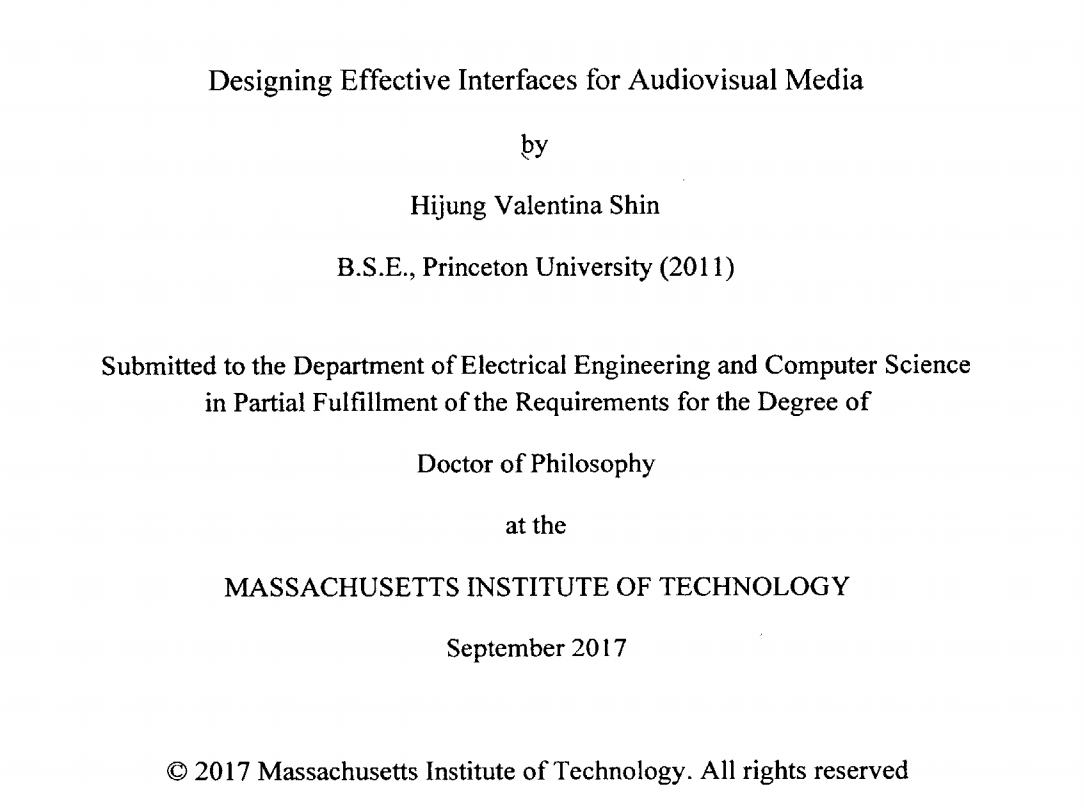 Designing Effective Interfaces for Audiovisual Media
by
Hijung Valentina Shin
B.S.E., Princeton University (2011)
Submitted to the Department of Electrical Engineering and Computer Science
in Partial Fulfillment of the Requirements for the Degree of
Doctor of Philosophy
at the
MASSACHUSETTS INSTITUTE OF TECHNOLOGY
September 2017
© 2017 Massachusetts Institute of Technology. All rights reserved